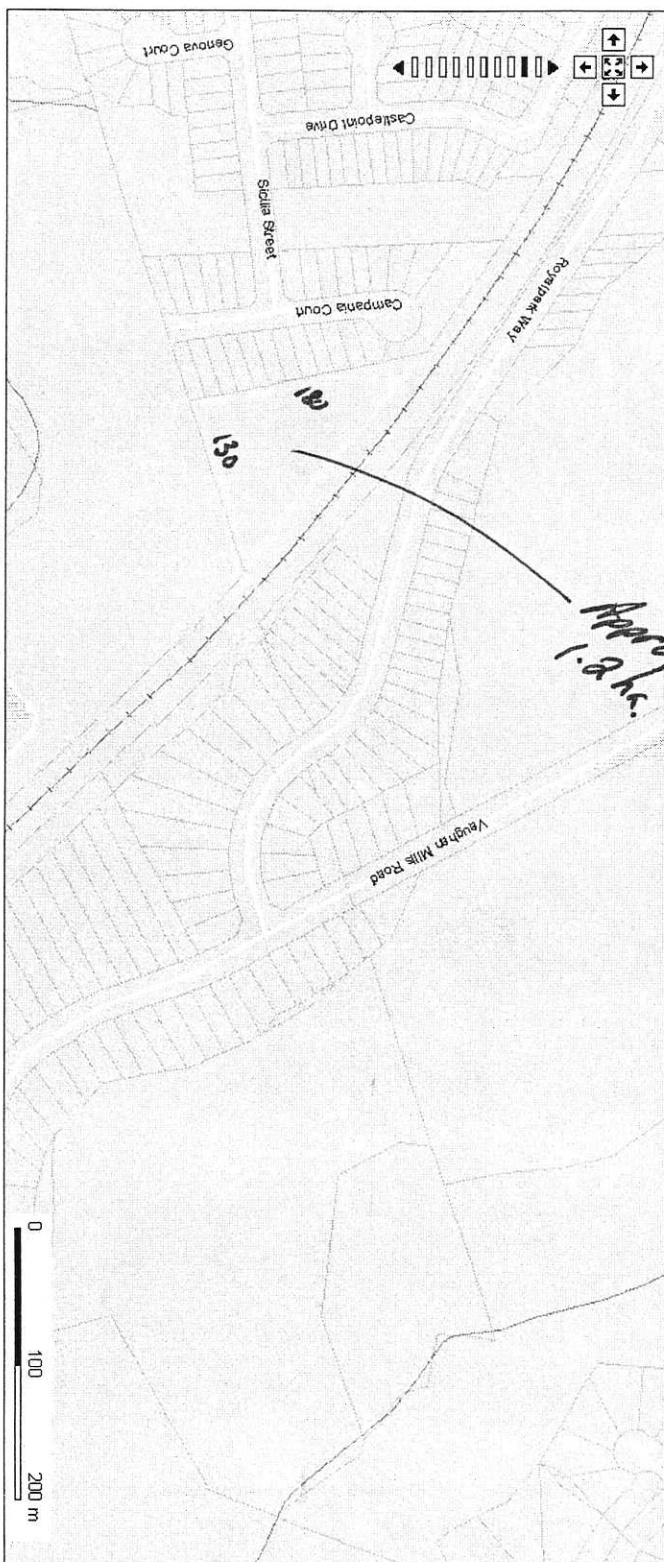 Genova Court
Castlepoint Drive
Sicilia Street
Campania Court
Royalpark Way
180
130
1.2 ha.
Vaughan Mills Road
0
100
200 m